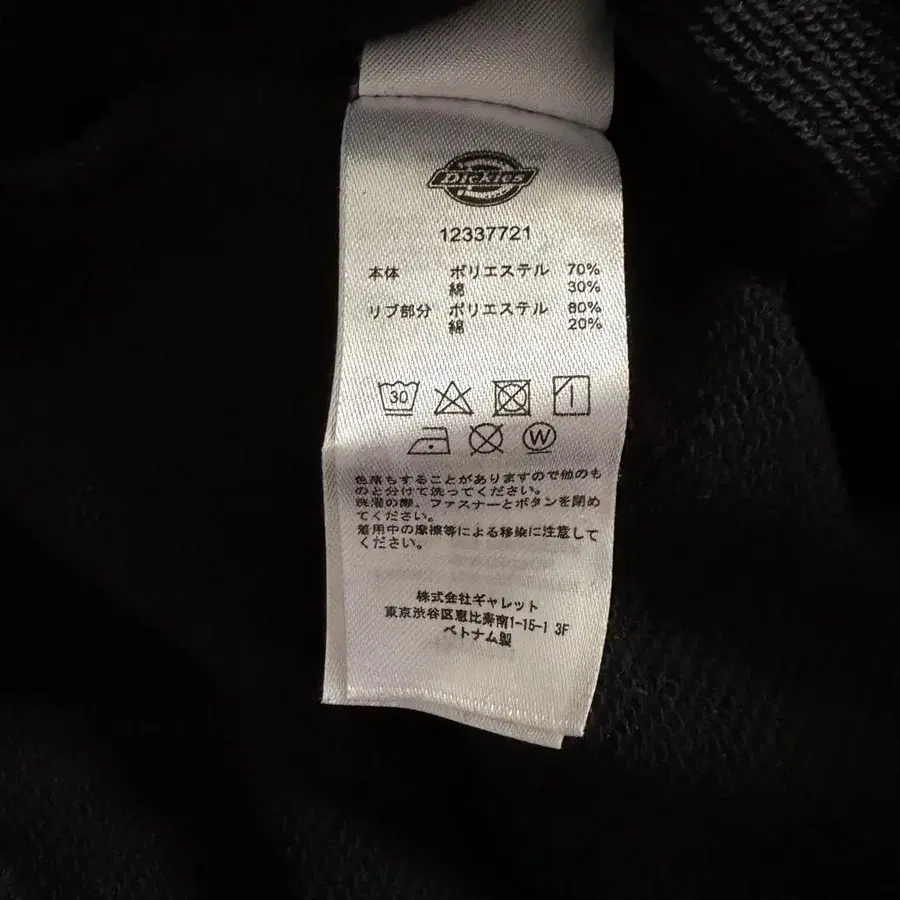 Dickies
12337721
本体 ポリエステル 70%
綿 30%
リブ部分 ポリエステル 80%
綿 20%
30
W
色落ちすることがありますので他のも
のと分けて洗ってください。
洗濯の際、ファスナーとボタンを閉め
てください。
着用中の摩擦等による移染に注意して
ください。
株式会社ギャレット
東京渋谷区恵比寿南1-15-1 3F
ベトナム製